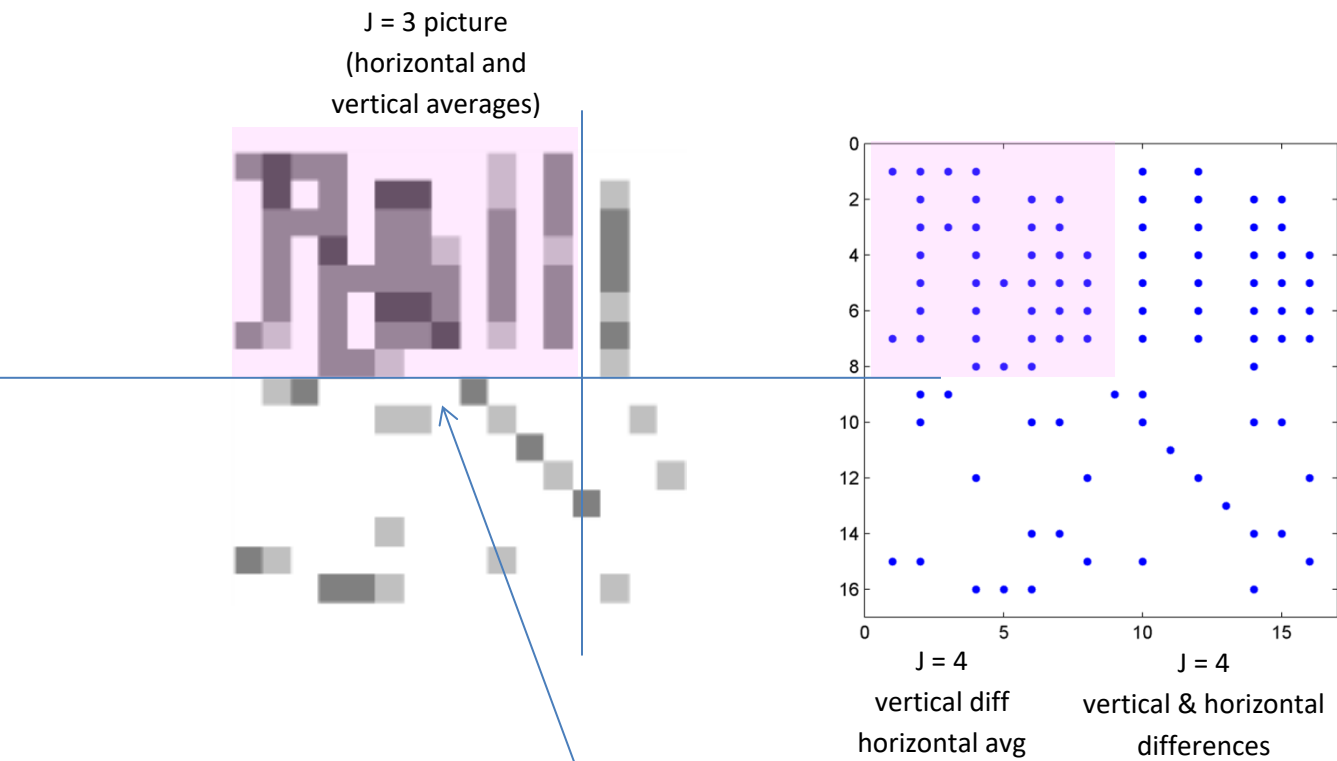 J = 3 picture
(horizontal and
vertical averages)
0
2
4
6
8
10
12
14
16
0 5 10 15
J = 4
vertical diff
horizontal avg
J = 4
vertical & horizontal
differences